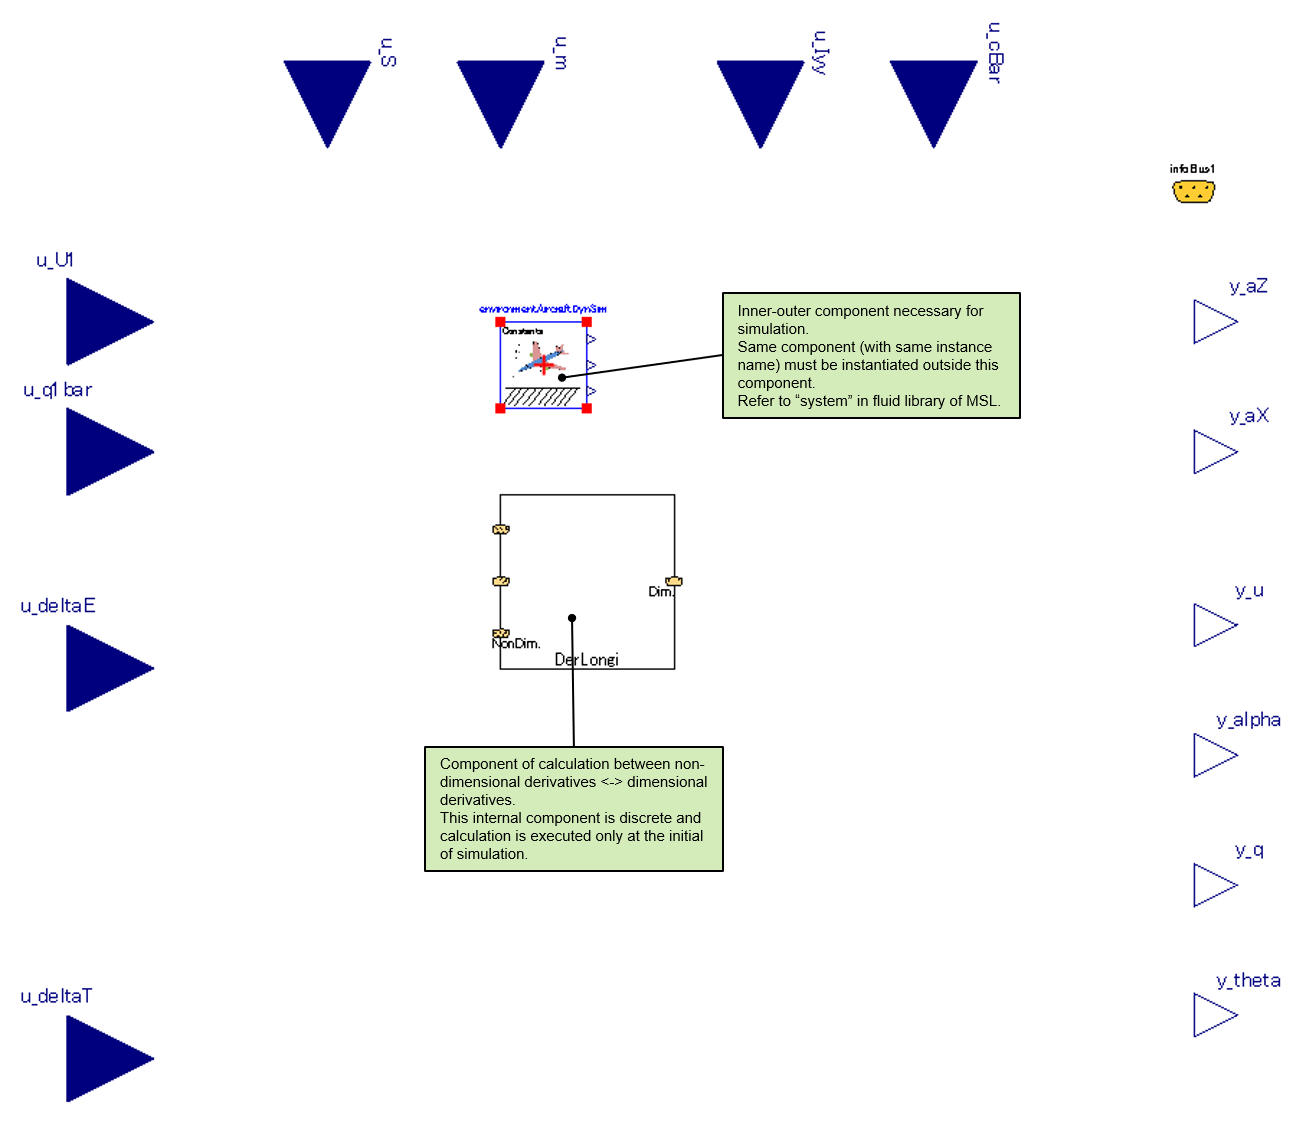 u_S
u_m
u_Iyy
u_cBar
infoBus1
u_U1
y_aZ
environmentAircraftDynSim
Constants
Inner-outer component necessary for
simulation.
Same component (with same instance
name) must be instantiated outside this
component.
Refer to “system” in fluid library of MSL.
u_q1bar
y_aX
u_deltaE
y_u
Dim.
NonDim.
DerLongi
y_alpha
Component of calculation between non-
dimensional derivatives <-> dimensional
derivatives.
This internal component is discrete and
calculation is executed only at the initial
of simulation.
y_q
u_deltaT
y_theta